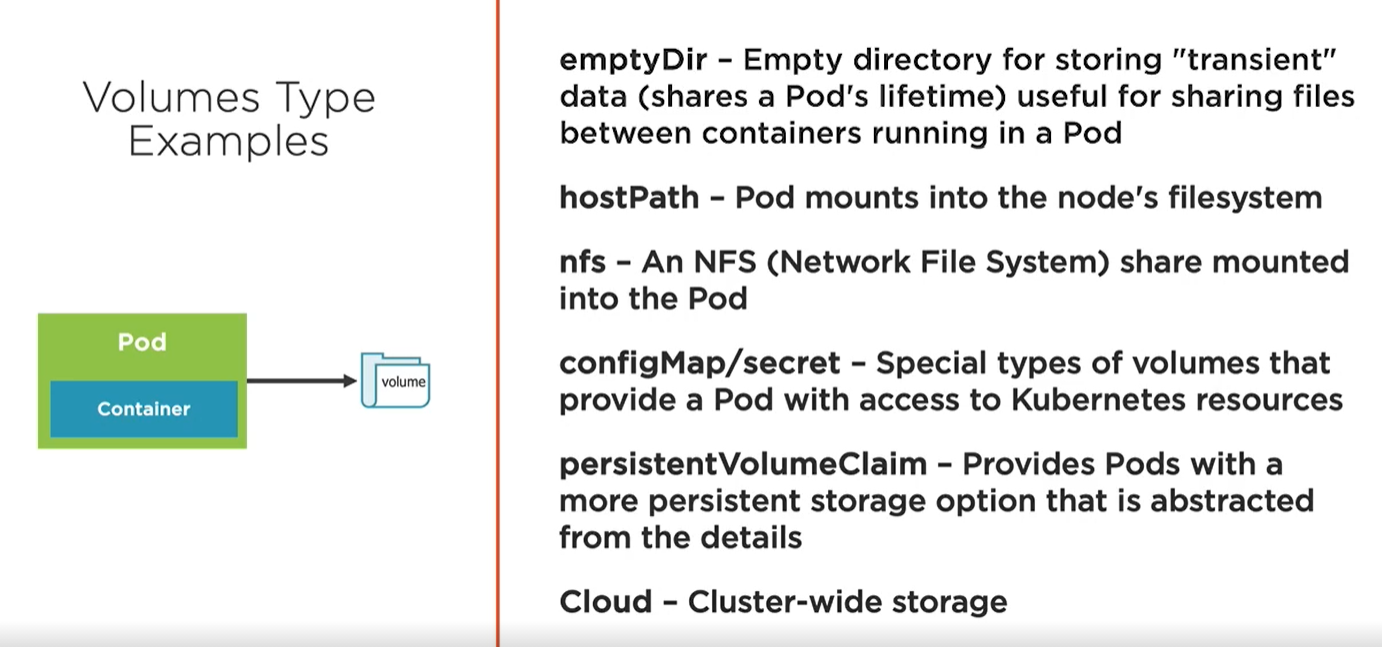 Volumes Type
Examples
Pod
Container
volume
emptyDir – Empty directory for storing "transient"
data (shares a Pod's lifetime) useful for sharing files
between containers running in a Pod
hostPath – Pod mounts into the node's filesystem
nfs – An NFS (Network File System) share mounted
into the Pod
configMap/secret – Special types of volumes that
provide a Pod with access to Kubernetes resources
persistentVolumeClaim – Provides Pods with a
more persistent storage option that is abstracted
from the details
Cloud – Cluster-wide storage